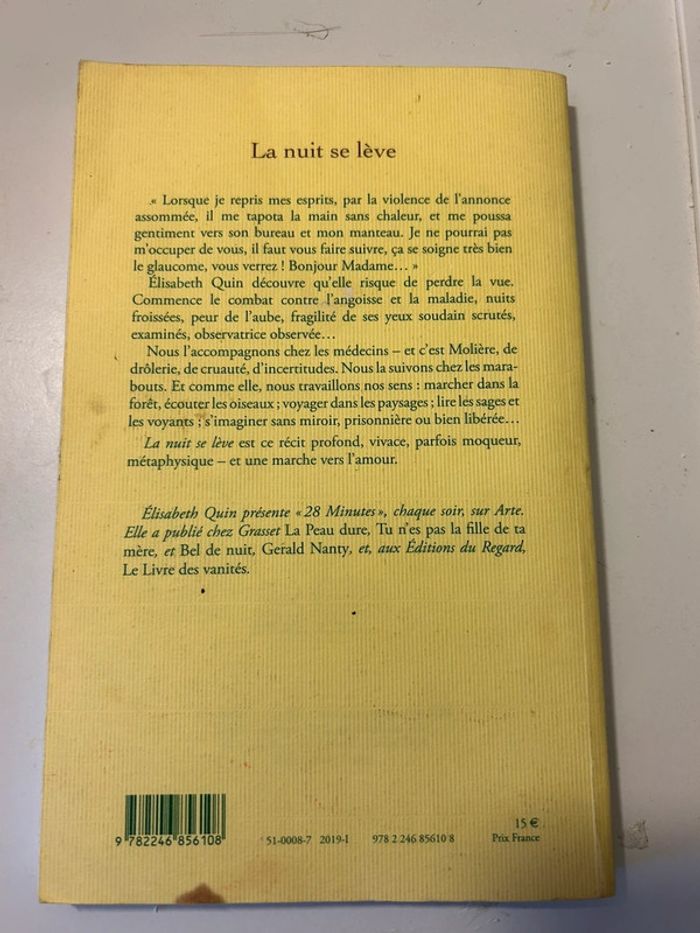 La nuit se lève
« Lorsque je repris mes esprits, par la violence de l'annonce
assommée, il me tapota la main sans chaleur, et me poussa
gentiment vers son bureau et mon manteau. Je ne pourrai pas
m'occuper de vous, il faut vous faire suivre, ça se soigne très bien
le glaucome, vous verrez ! Bonjour Madame… »
Élisabeth Quin découvre qu'elle risque de perdre la vue.
Commence le combat contre l'angoisse et la maladie, nuits
froissées, peur de l'aube, fragilité de ses yeux soudain scrutés,
examinés, observatrice observée…
Nous l'accompagnons chez les médecins – et c'est Molière, de
drôlerie, de cruauté, d'incertitudes. Nous la suivons chez les mara-
bouts. Et comme elle, nous travaillons nos sens : marcher dans la
forêt, écouter les oiseaux ; voyager dans les paysages ; lire les sages et
les voyants ; s'imaginer sans miroir, prisonnière ou bien libérée…
La nuit se lève est ce récit profond, vivace, parfois moqueur,
métaphysique – et une marche vers l'amour.
Élisabeth Quin présente « 28 Minutes », chaque soir, sur Arte.
Elle a publié chez Grasset La Peau dure, Tu n'es pas la fille de ta
mère, et Bel de nuit, Gerald Nanty, et, aux Éditions du Regard,
Le Livre des vanités.
9 782246 856108
51-0008-7 2019-I 978 2 246 85610 8
15 €
Prix France